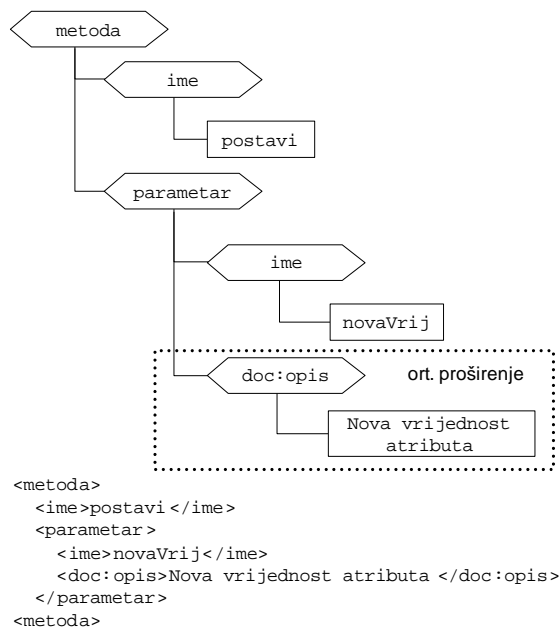 metoda
ime
postavi
parametar
ime
novaVrij
doc:opis
ort. proširenje
Nova vrijednost
atributa
<metoda>
<ime>postavi</ime>
<parametar>
<ime>novaVrij</ime>
<doc:opis>Nova vrijednost atributa </doc:opis>
</parametar>
<metoda>